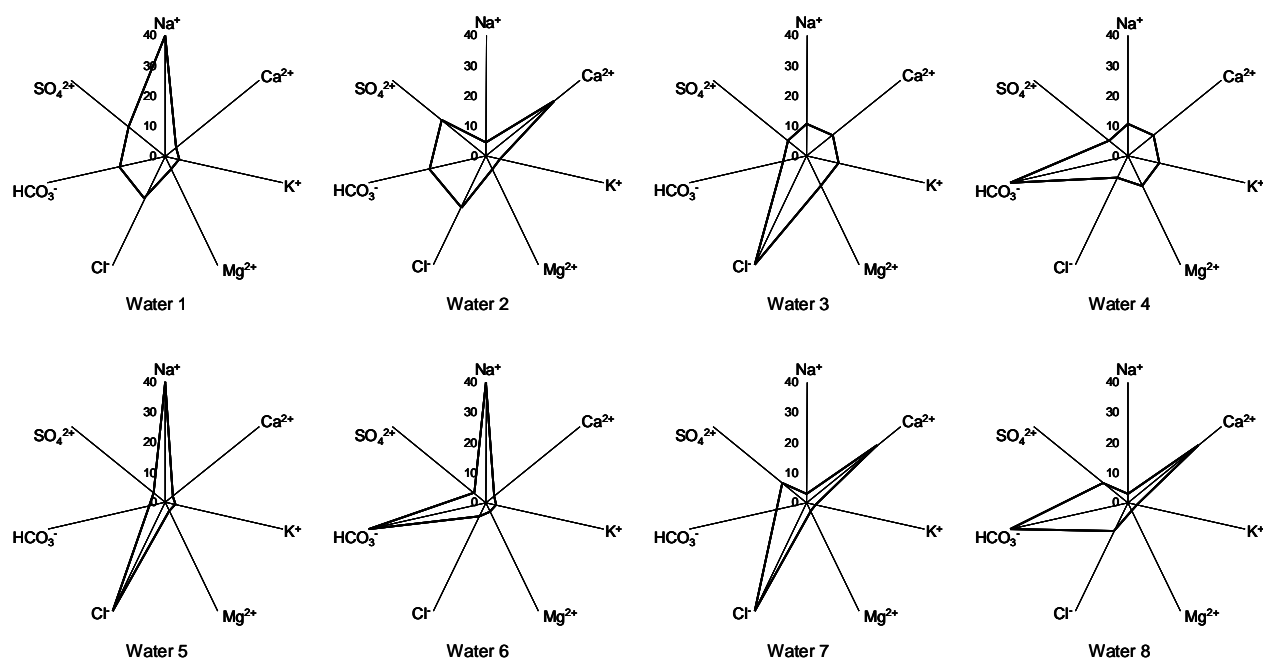 Na⁺
40
30
Ca²⁺
SO₄²⁺
20
10
0
HCO₃⁻
K⁺
Cl⁻
Mg²⁺
Water 1
Na⁺
40
30
Ca²⁺
SO₄²⁺
20
10
0
HCO₃⁻
K⁺
Cl⁻
Mg²⁺
Water 2
Na⁺
40
30
Ca²⁺
SO₄²⁺
20
10
0
HCO₃⁻
K⁺
Cl⁻
Mg²⁺
Water 3
Na⁺
40
30
Ca²⁺
SO₄²⁺
20
10
0
HCO₃⁻
K⁺
Cl⁻
Mg²⁺
Water 4
Na⁺
40
30
Ca²⁺
SO₄²⁺
20
10
0
HCO₃⁻
K⁺
Cl⁻
Mg²⁺
Water 5
Na⁺
40
30
Ca²⁺
SO₄²⁺
20
10
0
HCO₃⁻
K⁺
Cl⁻
Mg²⁺
Water 6
Na⁺
40
30
Ca²⁺
SO₄²⁺
20
10
0
HCO₃⁻
K⁺
Cl⁻
Mg²⁺
Water 7
Na⁺
40
30
Ca²⁺
SO₄²⁺
20
10
0
HCO₃⁻
K⁺
Cl⁻
Mg²⁺
Water 8